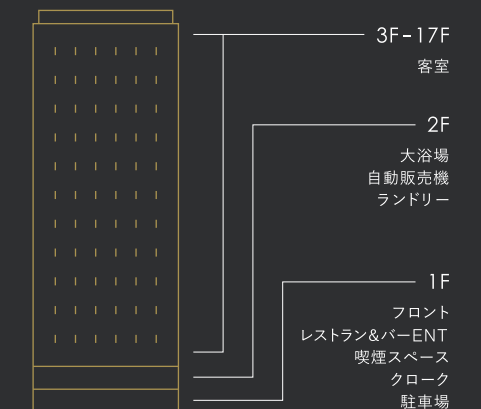 3F-17F
客室
2F
大浴場
自動販売機
ランドリー
1F
フロント
レストラン&バーENT
喫煙スペース
クローク
駐車場